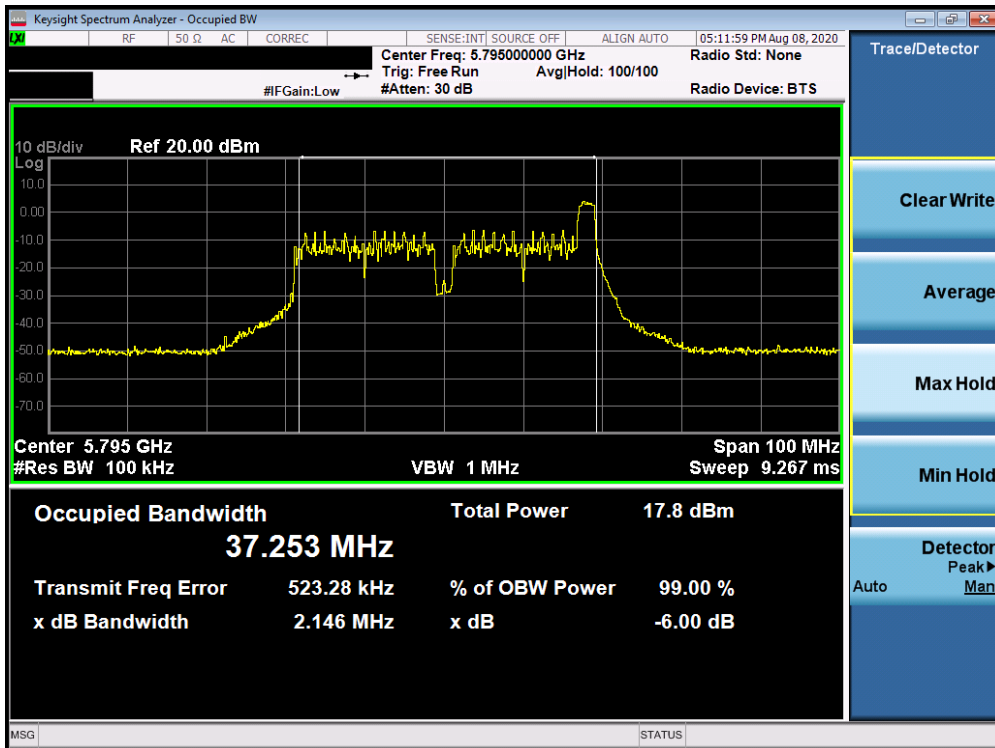 Keysight Spectrum Analyzer - Occupied BW
LXI RF 50 Ω AC CORREC SENSE:INT SOURCE OFF ALIGN AUTO 05:11:59 PM Aug 08, 2020
Center Freq: 5.795000000 GHz Radio Std: None
Trig: Free Run Avg|Hold: 100/100
#IFGain:Low #Atten: 30 dB Radio Device: BTS
10 dB/div Ref 20.00 dBm
Log
10.0
0.00
-10.0
-20.0
-30.0
-40.0
-50.0
-60.0
-70.0
Center 5.795 GHz Span 100 MHz
#Res BW 100 kHz VBW 1 MHz Sweep 9.267 ms
Occupied Bandwidth Total Power 17.8 dBm
37.253 MHz
Transmit Freq Error 523.28 kHz % of OBW Power 99.00 %
x dB Bandwidth 2.146 MHz x dB -6.00 dB
MSG STATUS
Trace/Detector
Clear Write
Average
Max Hold
Min Hold
Detector
Peak▶
Auto Man